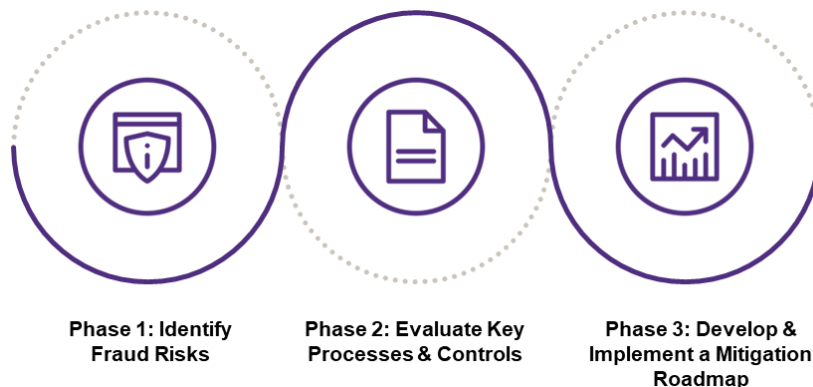 Phase 1: Identify
Fraud Risks
Phase 2: Evaluate Key
Processes & Controls
Phase 3: Develop &
Implement a Mitigation
Roadmap